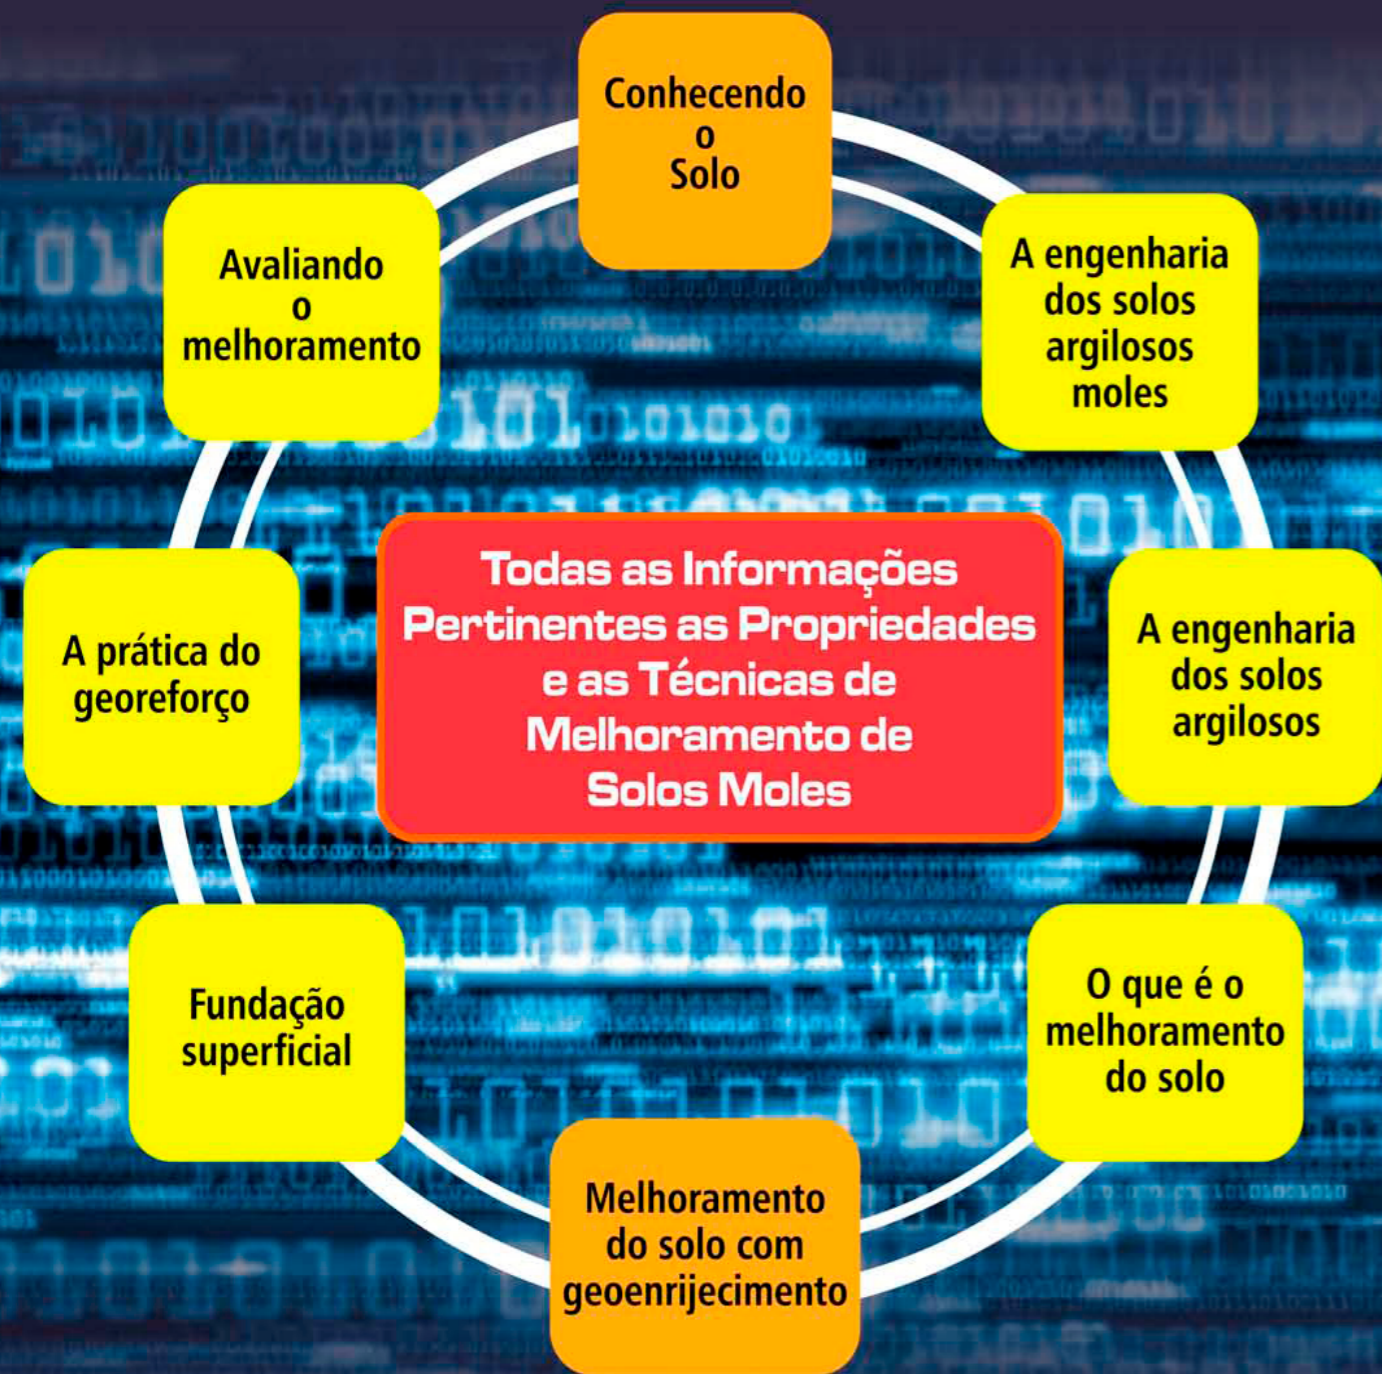 Conhecendo
o
Solo
A engenharia
dos solos
argilosos
moles
A engenharia
dos solos
argilosos
O que é o
melhoramento
do solo
Melhoramento
do solo com
geoenrijecimento
Fundação
superficial
A prática do
georeforço
Avaliando
o
melhoramento
Todas as Informações
Pertinentes as Propriedades
e as Técnicas de
Melhoramento de
Solos Moles